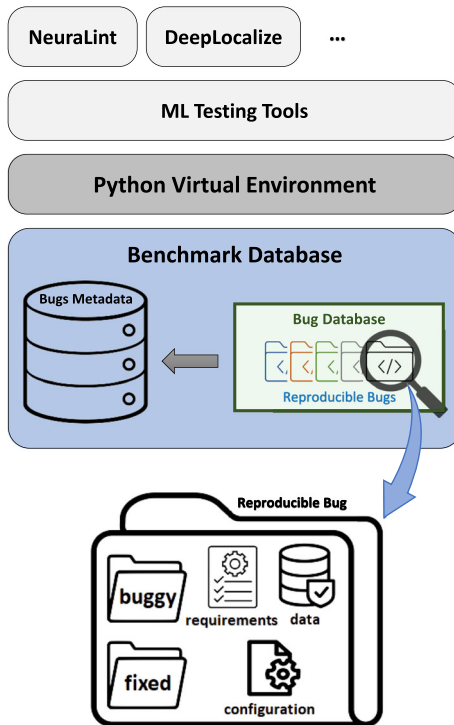 NeuraLint
DeepLocalize
...
ML Testing Tools
Python Virtual Environment
Benchmark Database
Bugs Metadata
Bug Database
</>
Reproducible Bugs
Reproducible Bug
buggy
requirements
data
fixed
configuration